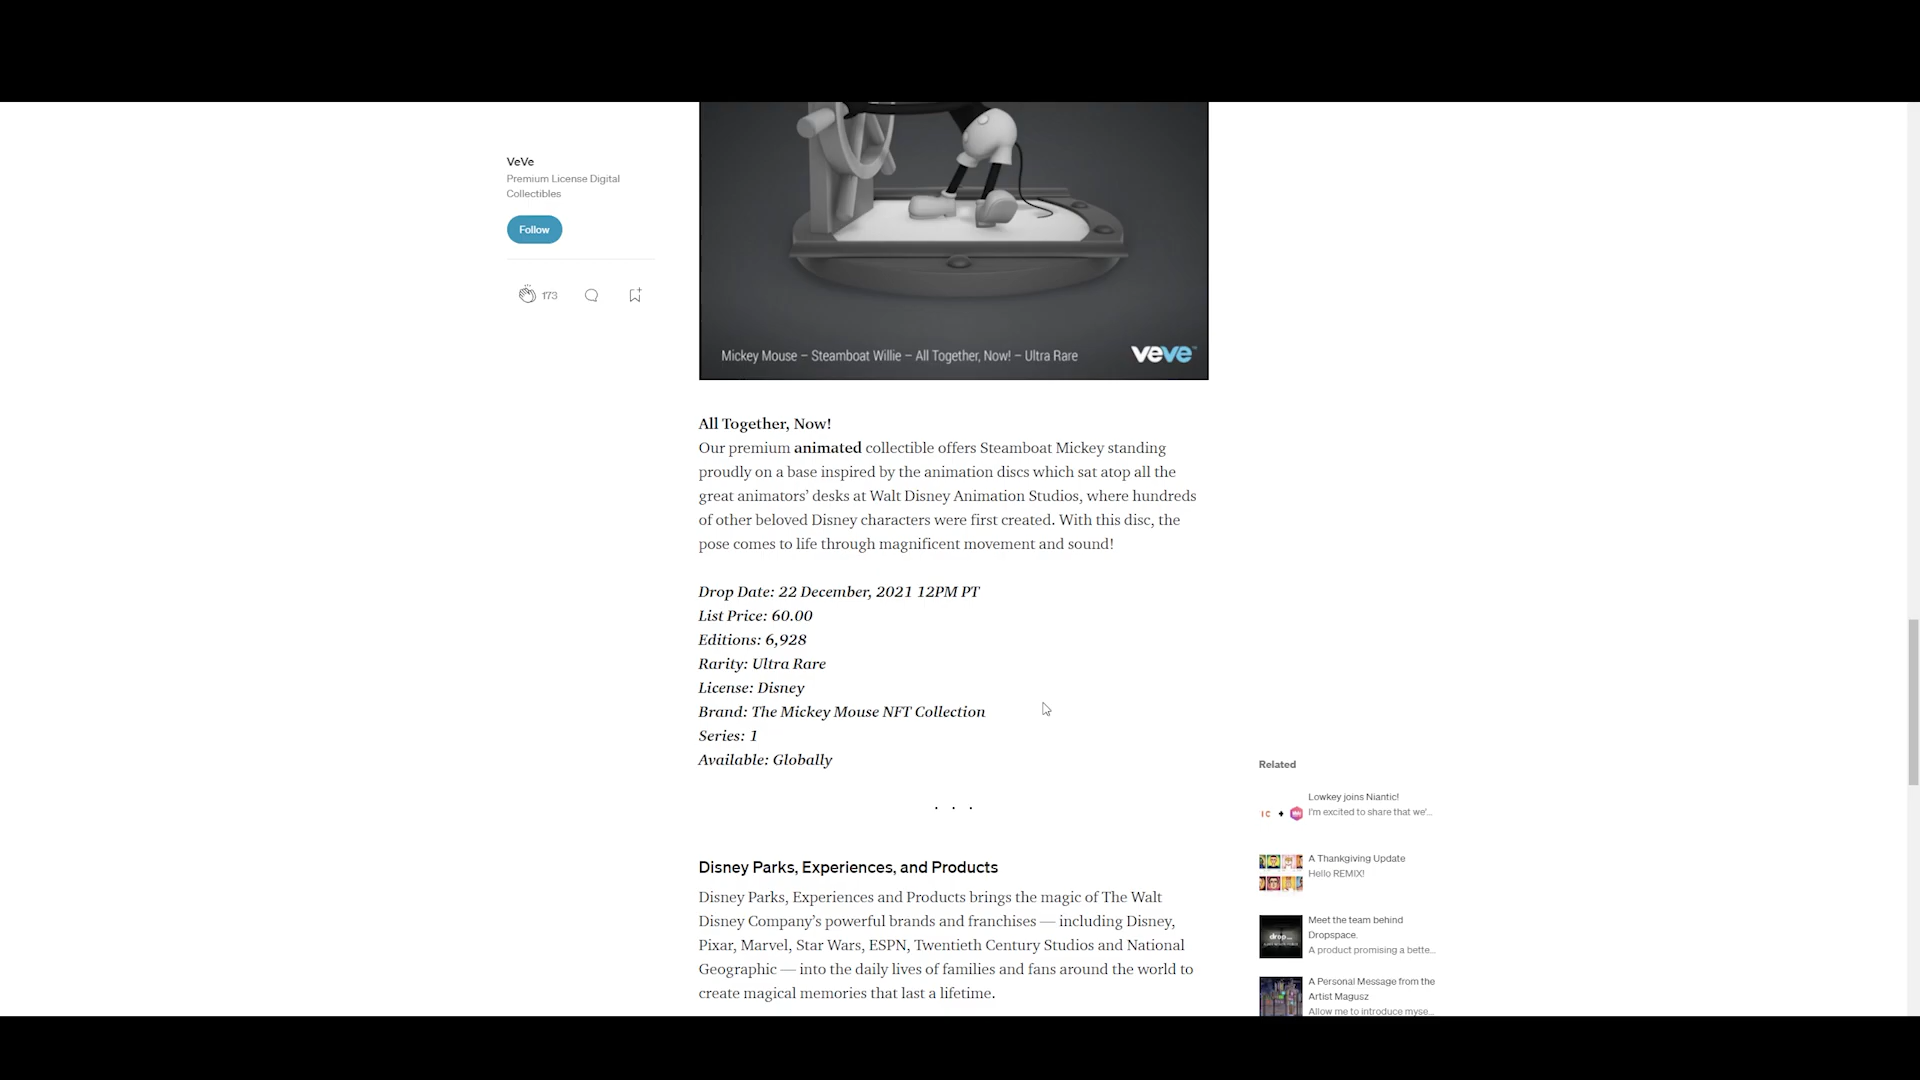 VeVe
Premium License Digital
Collectibles
Follow
173
Mickey Mouse – Steamboat Willie – All Together, Now! – Ultra Rare
veve™
All Together, Now!
Our premium animated collectible offers Steamboat Mickey standing
proudly on a base inspired by the animation discs which sat atop all the
great animators’ desks at Walt Disney Animation Studios, where hundreds
of other beloved Disney characters were first created. With this disc, the
pose comes to life through magnificent movement and sound!
Drop Date: 22 December, 2021 12PM PT
List Price: 60.00
Editions: 6,928
Rarity: Ultra Rare
License: Disney
Brand: The Mickey Mouse NFT Collection
Series: 1
Available: Globally
. . .
Disney Parks, Experiences, and Products
Disney Parks, Experiences and Products brings the magic of The Walt
Disney Company’s powerful brands and franchises — including Disney,
Pixar, Marvel, Star Wars, ESPN, Twentieth Century Studios and National
Geographic — into the daily lives of families and fans around the world to
create magical memories that last a lifetime.
Related
Lowkey joins Niantic!
I'm excited to share that we'...
A Thankgiving Update
Hello REMIX!
Meet the team behind
Dropspace.
A product promising a bette...
drop
A Personal Message from the
Artist Magusz
Allow me to introduce myse...